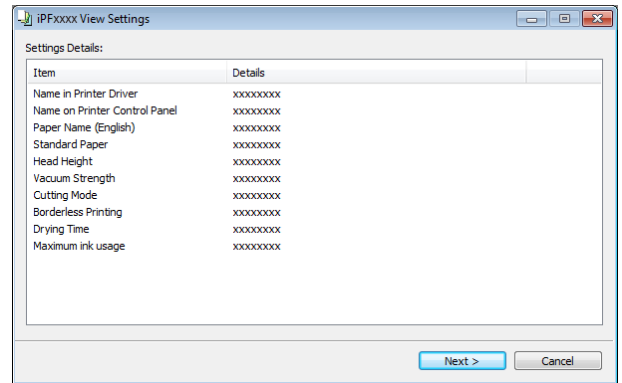 iPFxxxx View Settings
Settings Details:
Item Details
Name in Printer Driver xxxxxxxx
Name on Printer Control Panel xxxxxxxx
Paper Name (English) xxxxxxxx
Standard Paper xxxxxxxx
Head Height xxxxxxxx
Vacuum Strength xxxxxxxx
Cutting Mode xxxxxxxx
Borderless Printing xxxxxxxx
Drying Time xxxxxxxx
Maximum ink usage xxxxxxxx
Next > Cancel